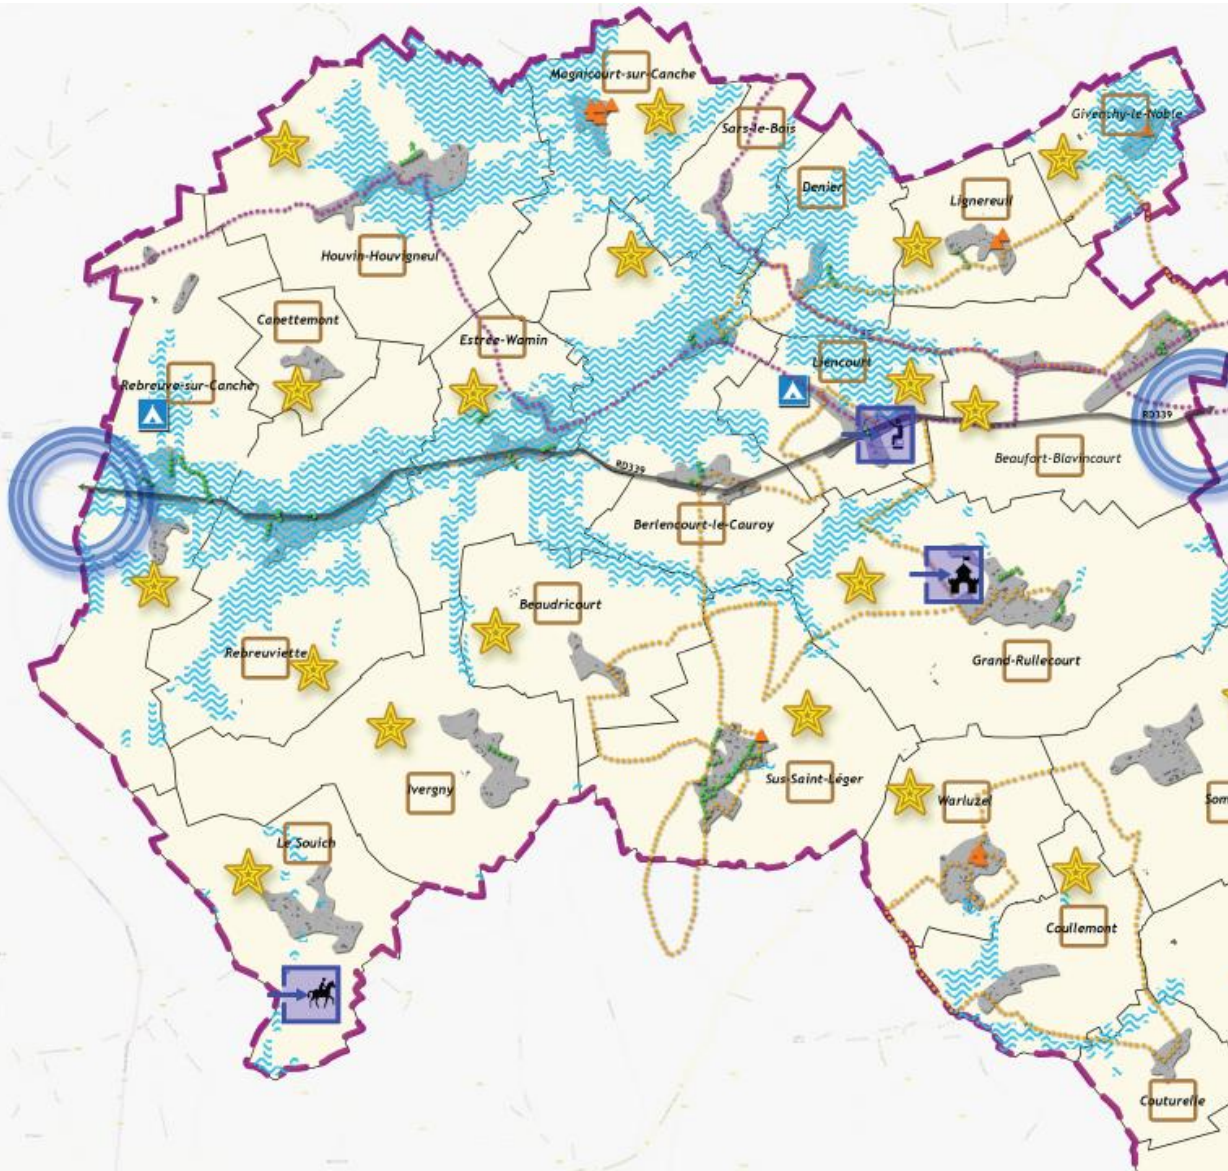 Magnicourt-sur-Canche
Givenchy-le-Noble
Sars-le-Bois
Denier
Lignereuil
Houvin-Houvigneul
Canettemont
Estrée-Wamin
Liencourt
Rebreuve-sur-Canche
RD339
Beaufort-Blavincourt
RD339
Berlencourt-le-Cauroy
Beaudricourt
Rebreuviette
Grand-Rullecourt
Ivergny
Sus-Saint-Léger
Warluzel
Som
Le Souich
Coullemont
Couturelle